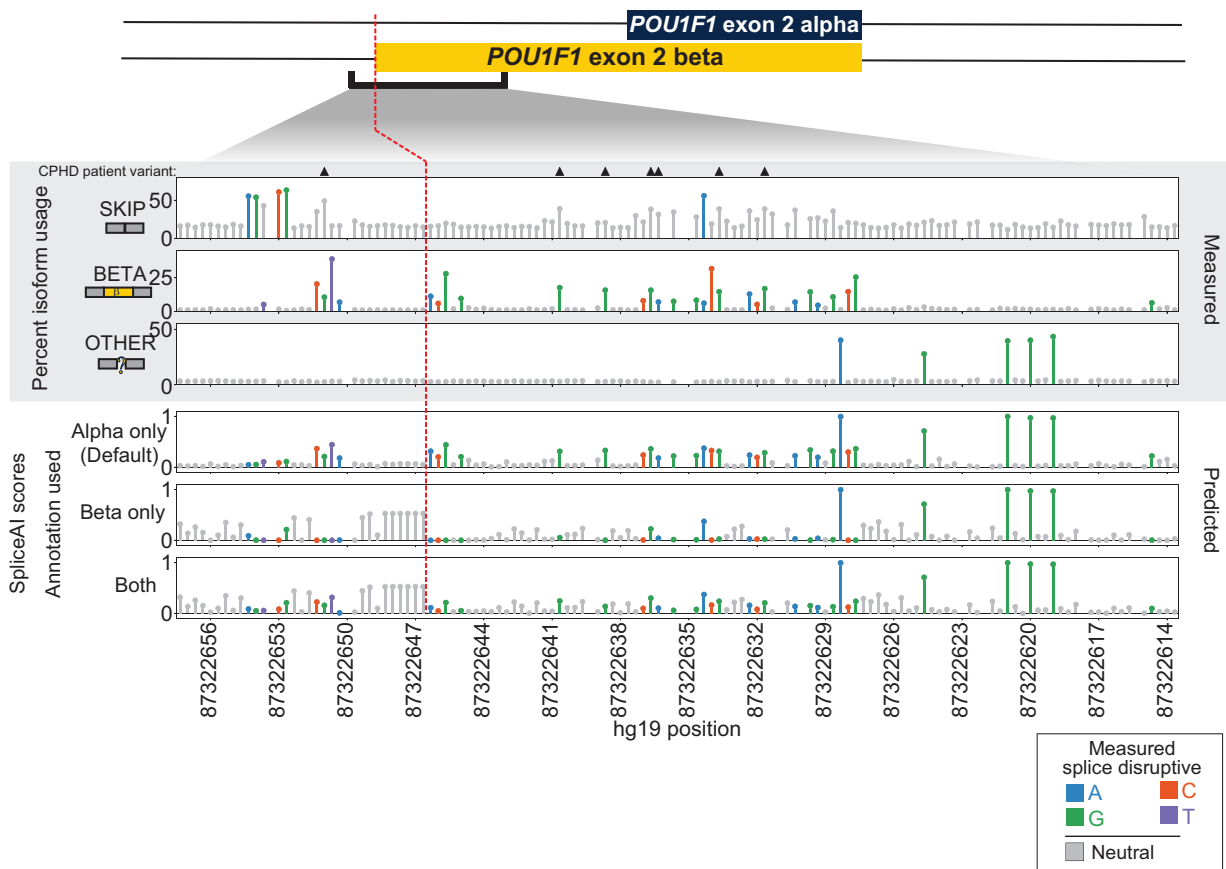 POU1F1 exon 2 alpha
POU1F1 exon 2 beta
CPHD patient variant:
Percent isoform usage
SKIP
50
0
BETA
β
25
0
OTHER
?
50
0
Measured
SpliceAI scores
Annotation used
Alpha only
(Default)
1
0
Beta only
1
0
Both
1
0
Predicted
87322656
87322653
87322650
87322647
87322644
87322641
87322638
87322635
87322632
87322629
87322626
87322623
87322620
87322617
87322614
hg19 position
Measured
splice disruptive
A C
G T
Neutral